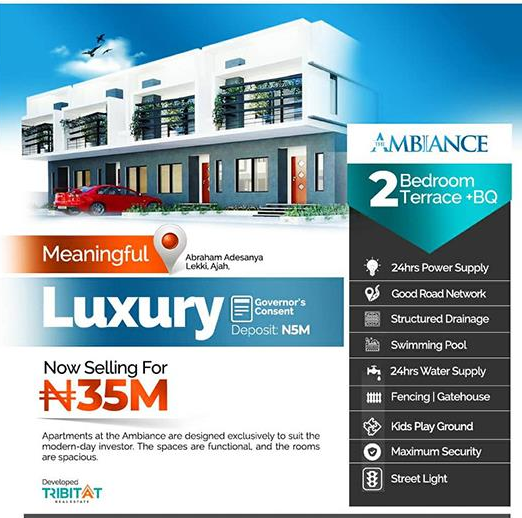 THE
AMBIANCE
2 Bedroom
Terrace +BQ
Meaningful
Abraham Adesanya
Lekki, Ajah.
Luxury
Governor's
Consent
Deposit: N5M
Now Selling For
₦35M
Apartments at the Ambiance are designed exclusively to suit the
modern-day investor. The spaces are functional, and the rooms
are spacious.
Developed
TRIBITAT
REAL ESTATE
24hrs Power Supply
Good Road Network
Structured Drainage
Swimming Pool
24hrs Water Supply
Fencing | Gatehouse
Kids Play Ground
Maximum Security
Street Light